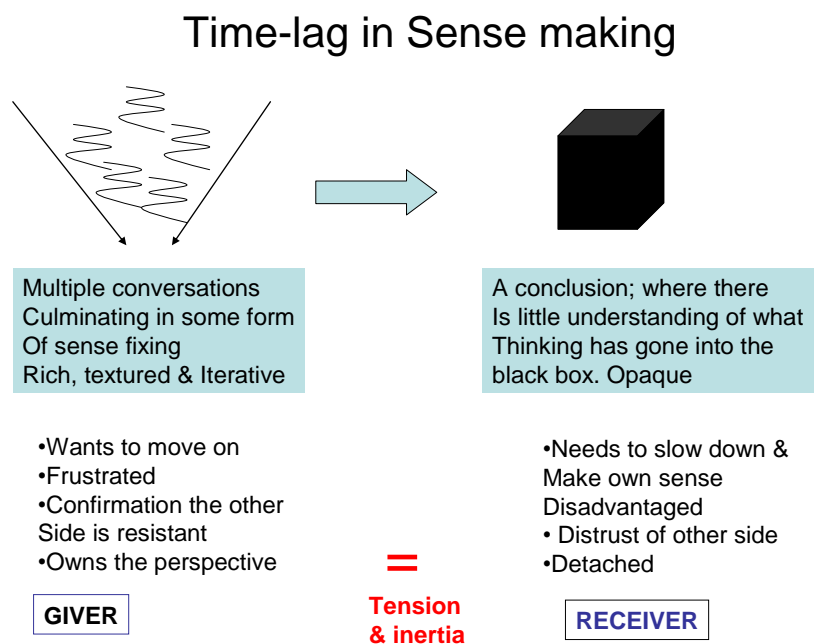 Time-lag in Sense making
Multiple conversations
Culminating in some form
Of sense fixing
Rich, textured & Iterative
A conclusion; where there
Is little understanding of what
Thinking has gone into the
black box. Opaque
•Wants to move on
•Frustrated
•Confirmation the other
Side is resistant
•Owns the perspective
GIVER
=
Tension
& inertia
•Needs to slow down &
Make own sense
Disadvantaged
• Distrust of other side
•Detached
RECEIVER